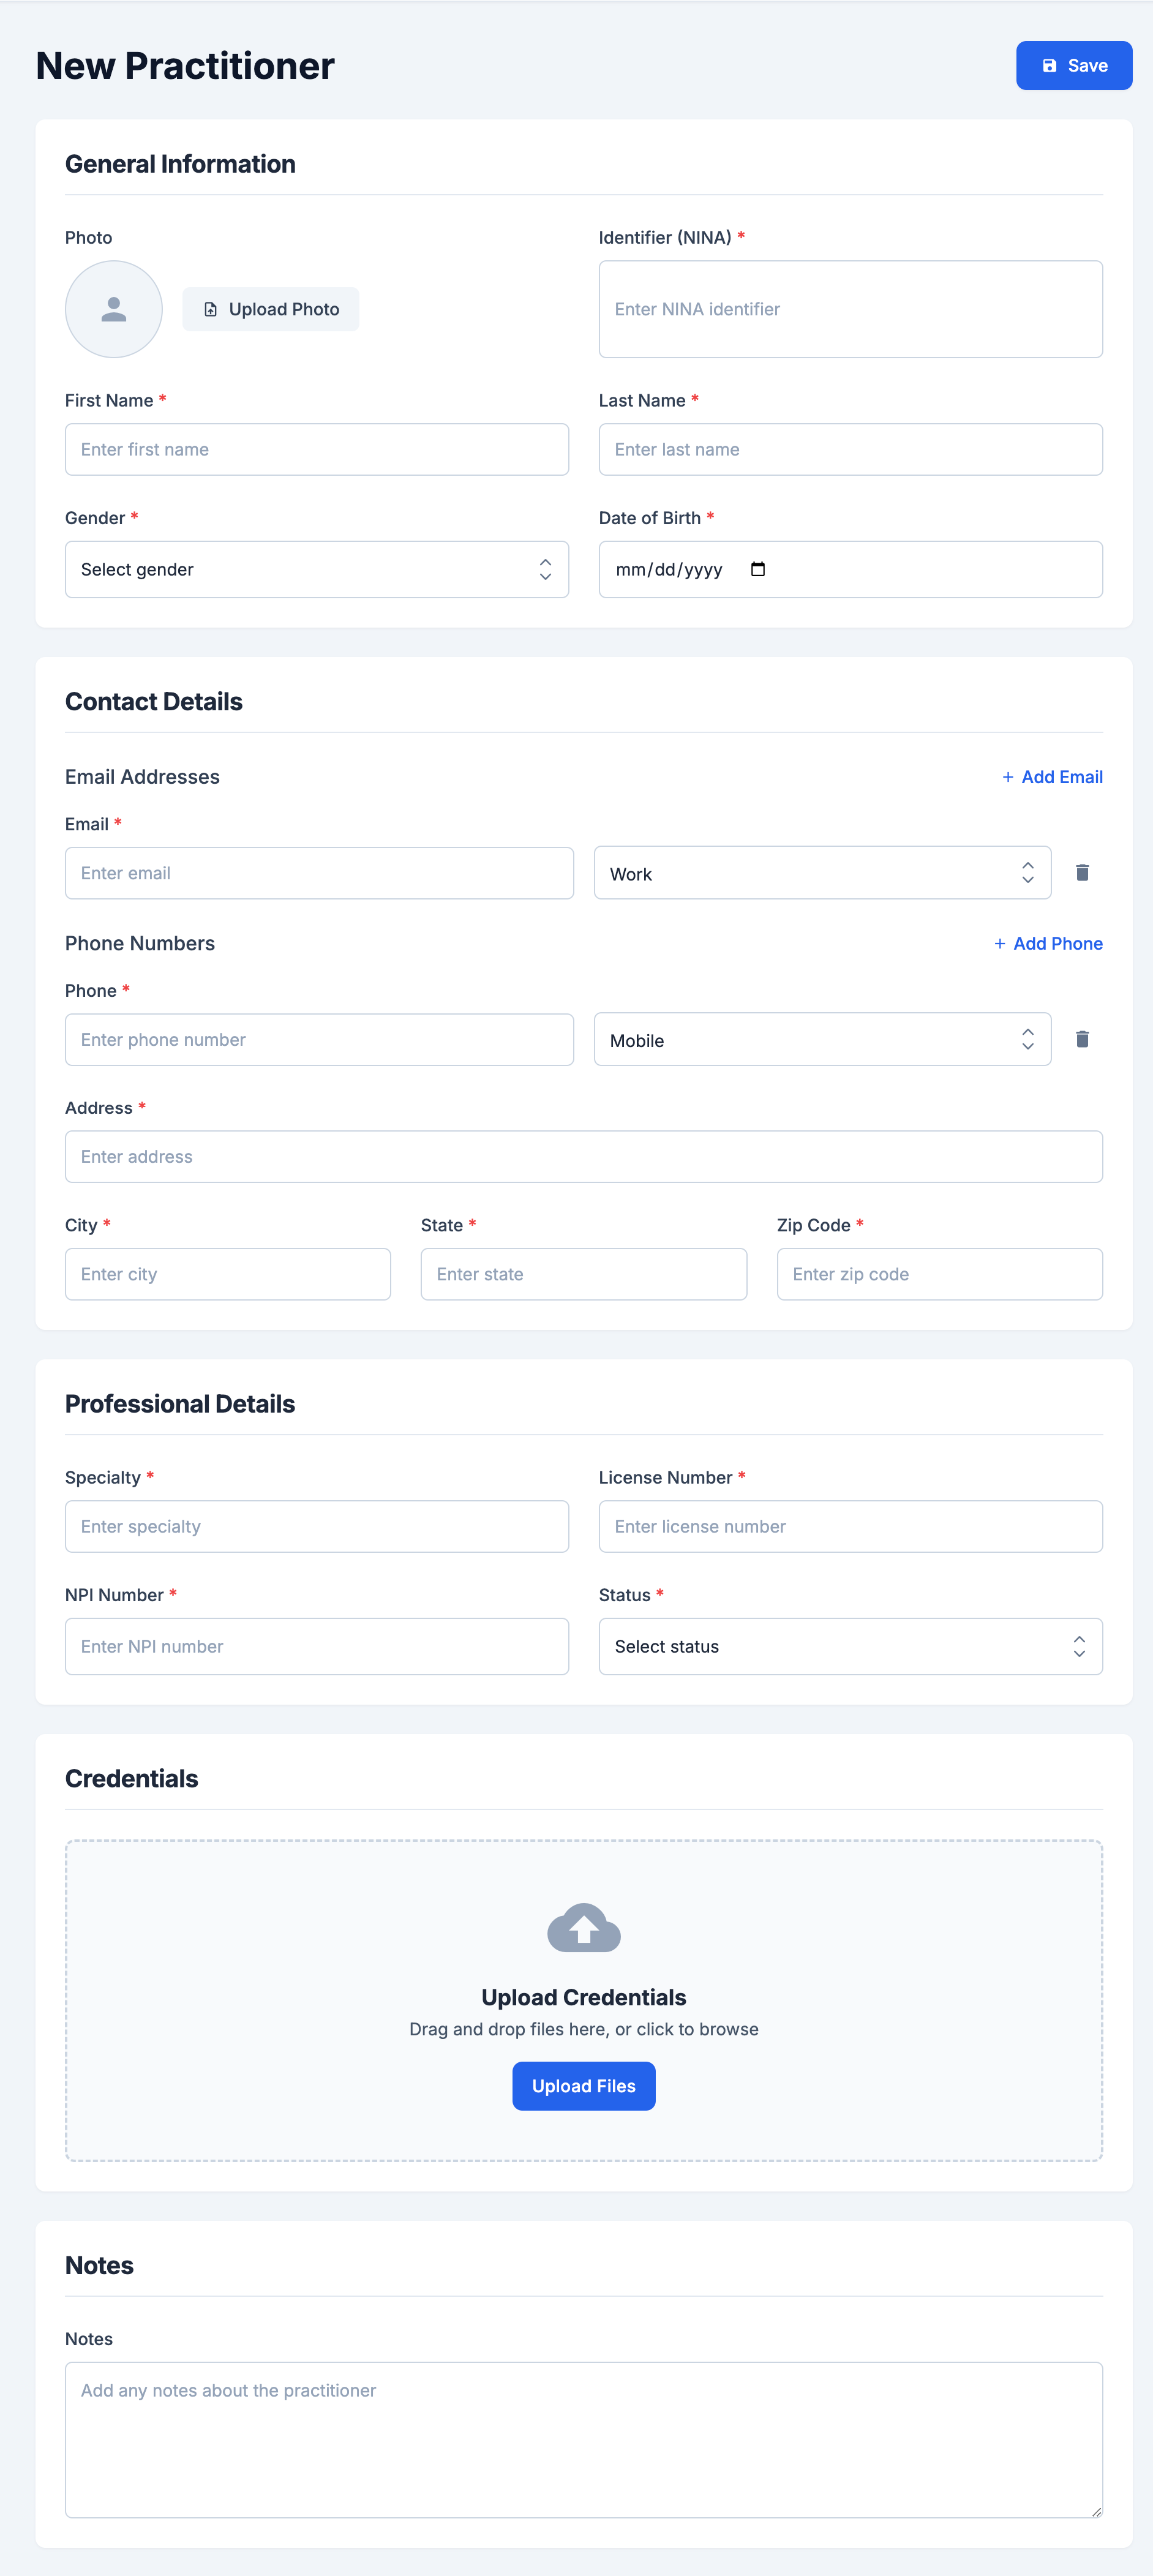 New Practitioner
Save
General Information
Photo
Upload Photo
Identifier (NINA) *
Enter NINA identifier
First Name *
Enter first name
Last Name *
Enter last name
Gender *
Select gender
Date of Birth *
mm/dd/yyyy
Contact Details
Email Addresses
+ Add Email
Email *
Enter email
Work
Phone Numbers
+ Add Phone
Phone *
Enter phone number
Mobile
Address *
Enter address
City *
Enter city
State *
Enter state
Zip Code *
Enter zip code
Professional Details
Specialty *
Enter specialty
License Number *
Enter license number
NPI Number *
Enter NPI number
Status *
Select status
Credentials
Upload Credentials
Drag and drop files here, or click to browse
Upload Files
Notes
Notes
Add any notes about the practitioner